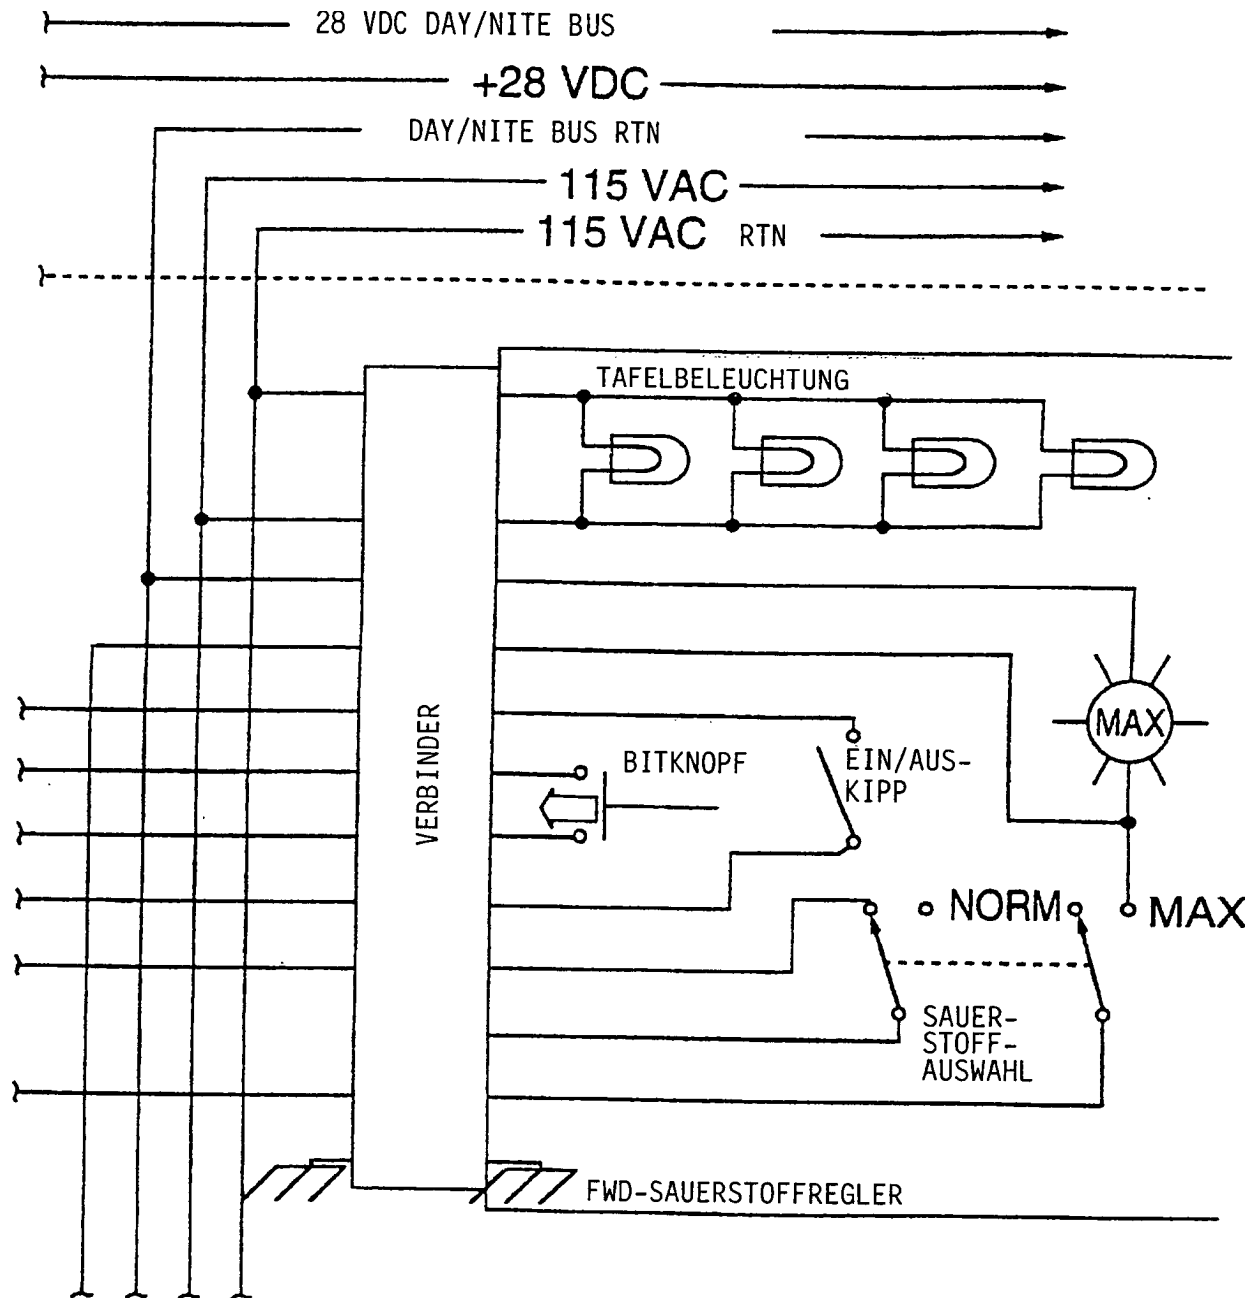 28 VDC DAY/NITE BUS
+28 VDC
DAY/NITE BUS RTN
115 VAC
115 VAC RTN
TAFELBELEUCHTUNG
VERBINDER
MAX
BITKNOPF
EIN/AUS-
KIPP
NORM
MAX
SAUER-
STOFF-
AUSWAHL
FWD-SAUERSTOFFREGLER